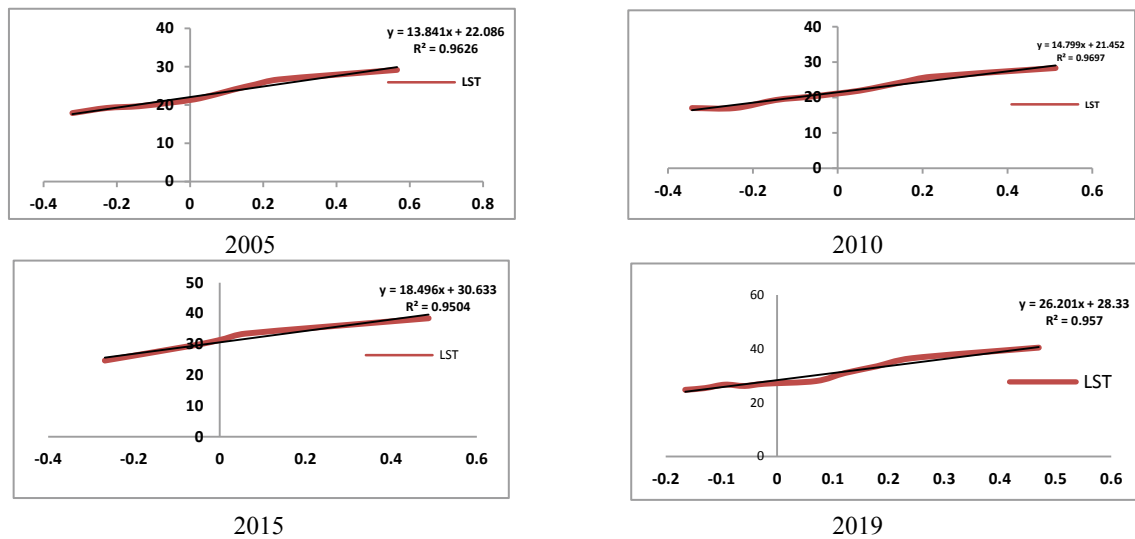 y = 13.841x + 22.086
R² = 0.9626
LST
40
30
20
10
0
-0.4 -0.2 0 0.2 0.4 0.6 0.8
2005
y = 14.799x + 21.452
R² = 0.9697
LST
40
30
20
10
0
-0.4 -0.2 0 0.2 0.4 0.6
2010
y = 18.496x + 30.633
R² = 0.9504
LST
50
40
30
20
10
0
-0.4 -0.2 0 0.2 0.4 0.6
2015
y = 26.201x + 28.33
R² = 0.957
LST
60
40
20
0
-0.2 -0.1 0 0.1 0.2 0.3 0.4 0.5 0.6
2019